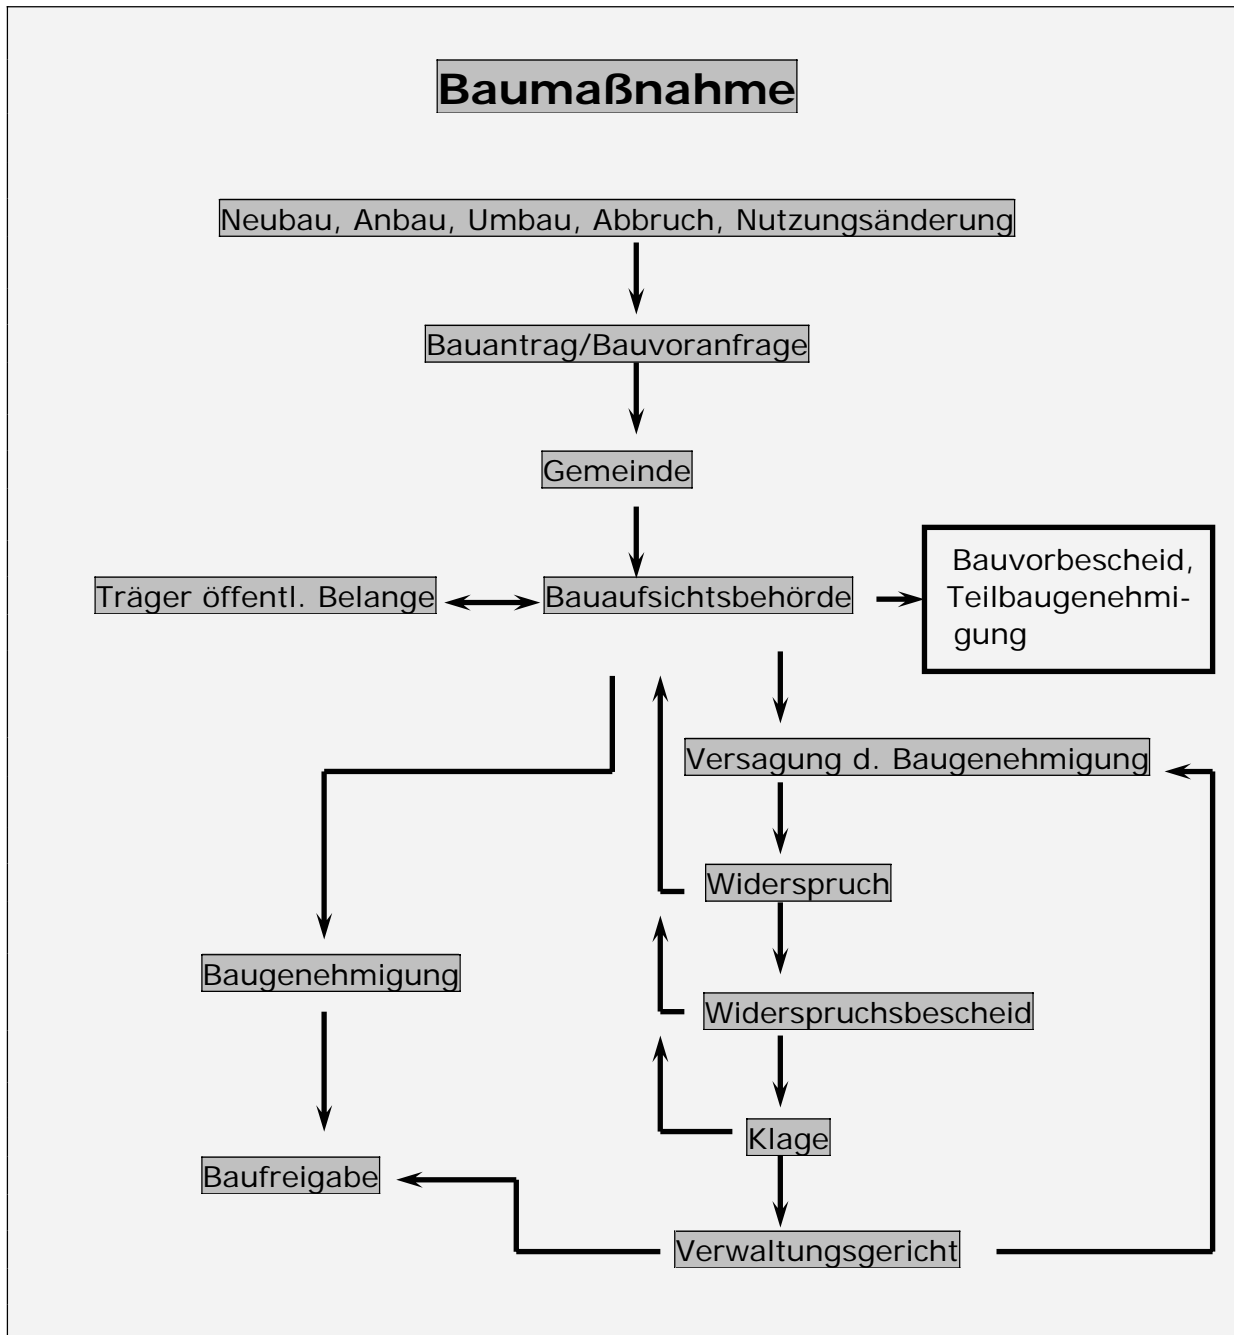 Baumaßnahme
Neubau, Anbau, Umbau, Abbruch, Nutzungsänderung
Bauantrag/Bauvoranfrage
Gemeinde
Träger öffentl. Belange
Bauaufsichtsbehörde
Bauvorbescheid,
Teilbaugenehmi-
gung
Versagung d. Baugenehmigung
Widerspruch
Baugenehmigung
Widerspruchsbescheid
Klage
Baufreigabe
Verwaltungsgericht